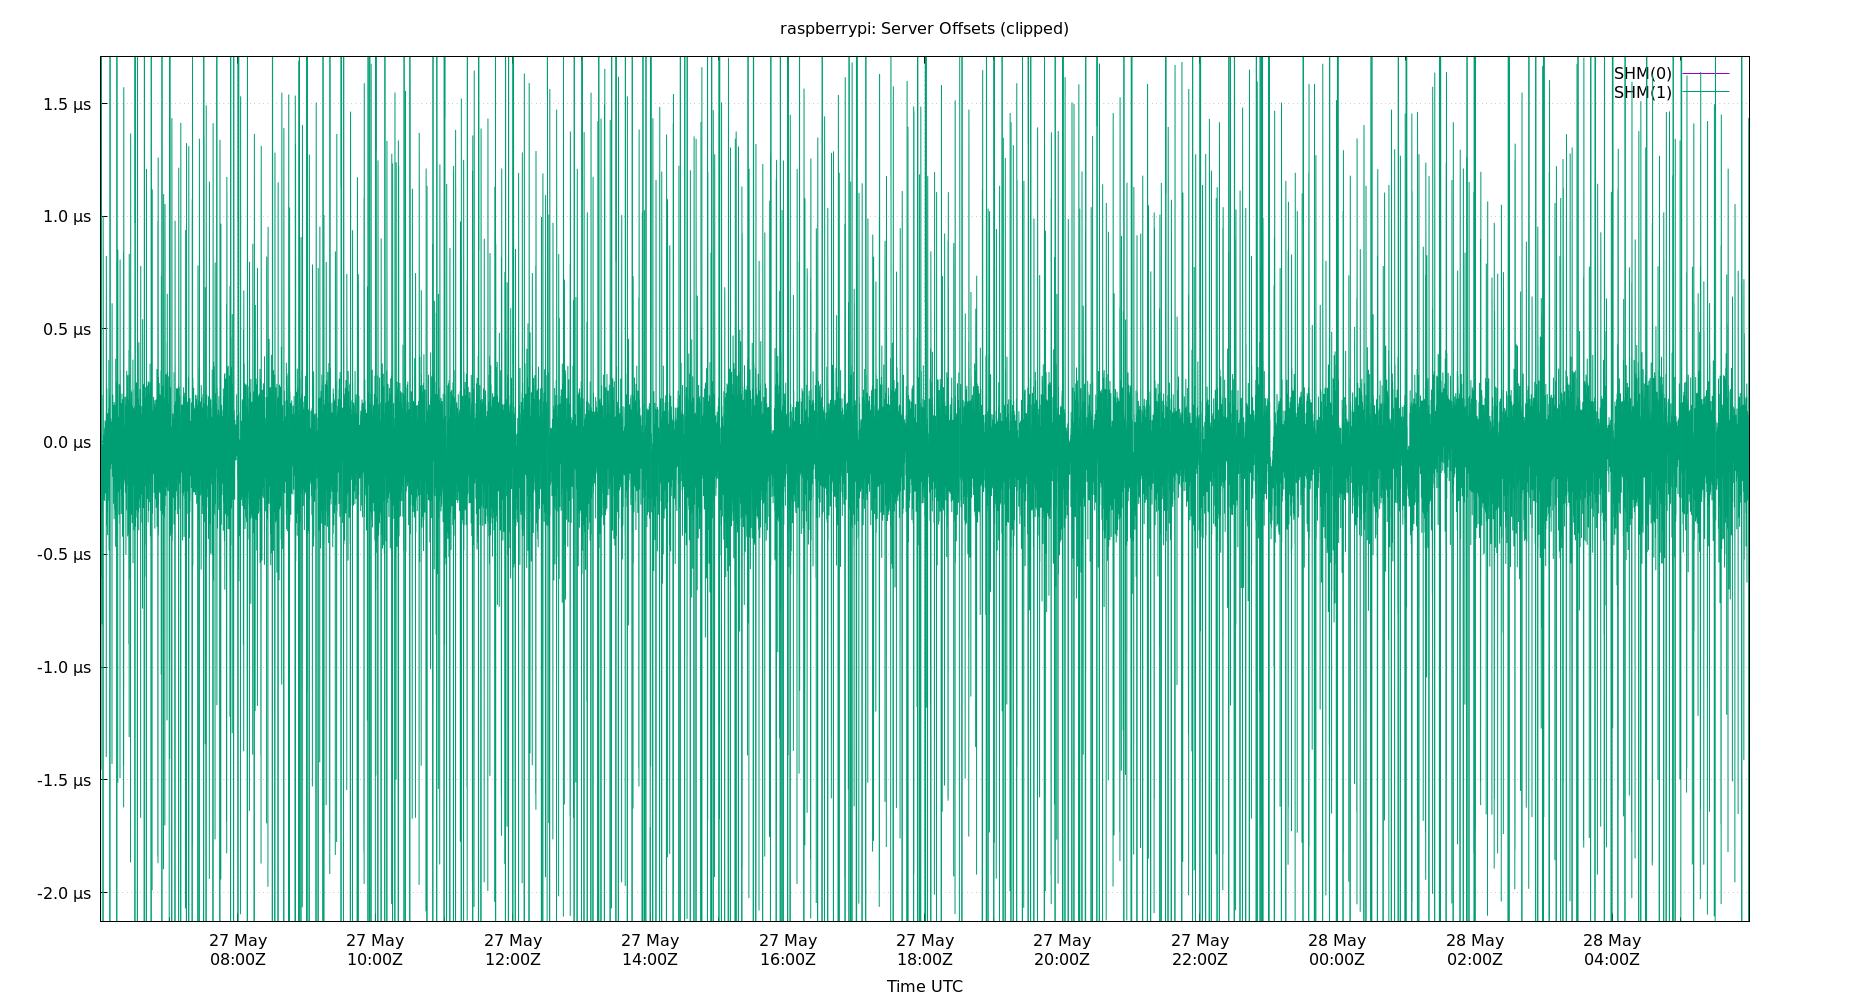 raspberrypi: Server Offsets (clipped)
SHM(0)
SHM(1)
1.5 µs
1.0 µs
0.5 µs
0.0 µs
-0.5 µs
-1.0 µs
-1.5 µs
-2.0 µs
27 May 27 May 27 May 27 May 27 May 27 May 27 May 27 May 28 May 28 May 28 May
08:00Z 10:00Z 12:00Z 14:00Z 16:00Z 18:00Z 20:00Z 22:00Z 00:00Z 02:00Z 04:00Z
Time UTC